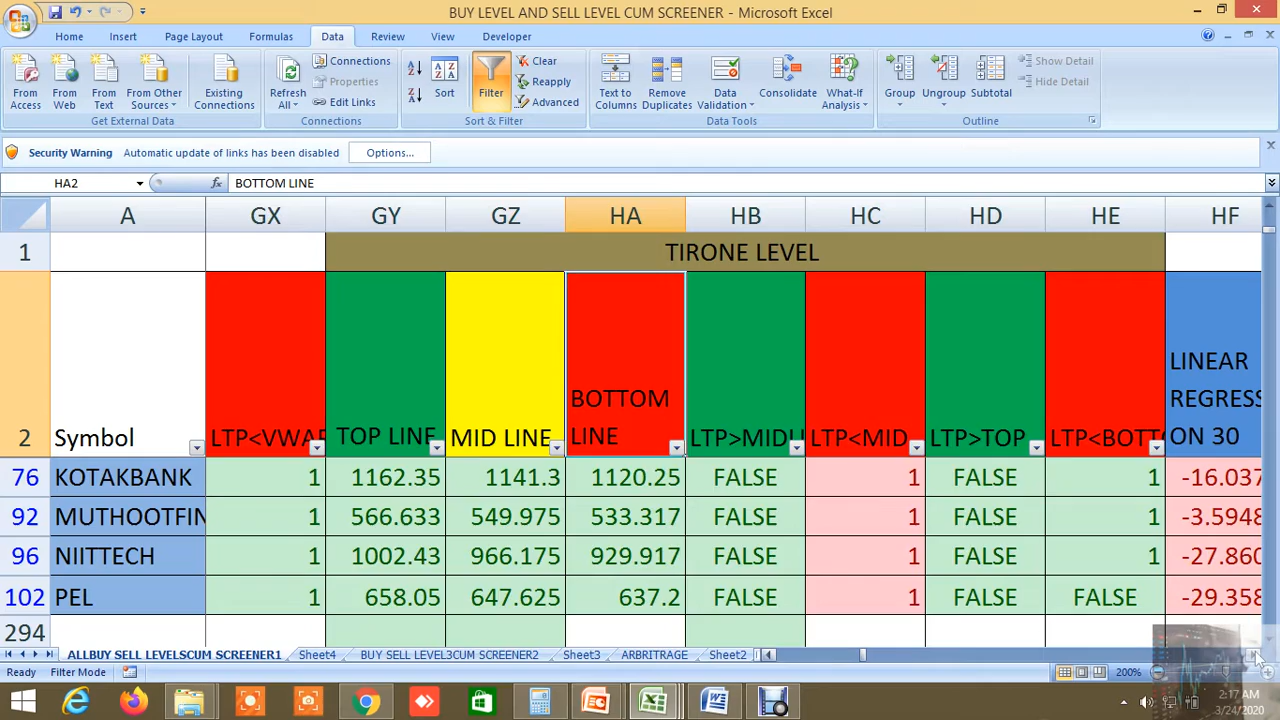 BUY LEVEL AND SELL LEVEL CUM SCREENER - Microsoft Excel
Home Insert Page Layout Formulas Data Review View Developer
From Access
From Web
From Text
From Other Sources
Existing Connections
Get External Data
Refresh All
Connections
Properties
Edit Links
Connections
Sort
Filter
Clear
Reapply
Advanced
Sort & Filter
Text to Columns
Remove Duplicates
Data Validation
Consolidate
What-If Analysis
Data Tools
Group
Ungroup
Subtotal
Show Detail
Hide Detail
Outline
Security Warning Automatic update of links has been disabled Options...
HA2 fx BOTTOM LINE
A GX GY GZ HA HB HC HD HE HF
1 TIRONE LEVEL
2 Symbol LTP<VWAP TOP LINE MID LINE BOTTOM LINE LTP>MIDL LTP<MID LTP>TOP LTP<BOTT LINEAR REGRESS ON 30
76 KOTAKBANK 1 1162.35 1141.3 1120.25 FALSE 1 FALSE 1 -16.037
92 MUTHOOTFIN 1 566.633 549.975 533.317 FALSE 1 FALSE 1 -3.5948
96 NIITTECH 1 1002.43 966.175 929.917 FALSE 1 FALSE 1 -27.860
102 PEL 1 658.05 647.625 637.2 FALSE 1 FALSE FALSE -29.358
294
ALLBUY SELL LEVELSCUM SCREENER1 Sheet4 BUY SELL LEVEL3CUM SCREENER2 Sheet3 ARBRITRAGE Sheet2
Ready Filter Mode 200%
2:17 AM
3/24/2020